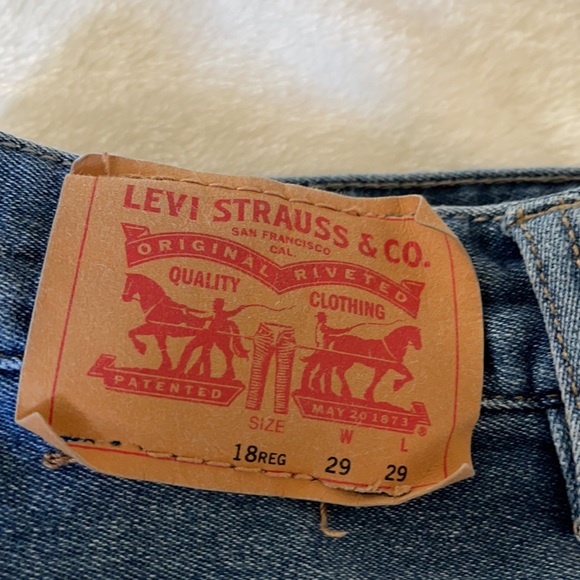 LEVI STRAUSS & CO.
SAN FRANCISCO
CAL.
ORIGINAL RIVETED
QUALITY CLOTHING
PATENTED MAY 20 1873 ®
SIZE W L
18REG 29 29